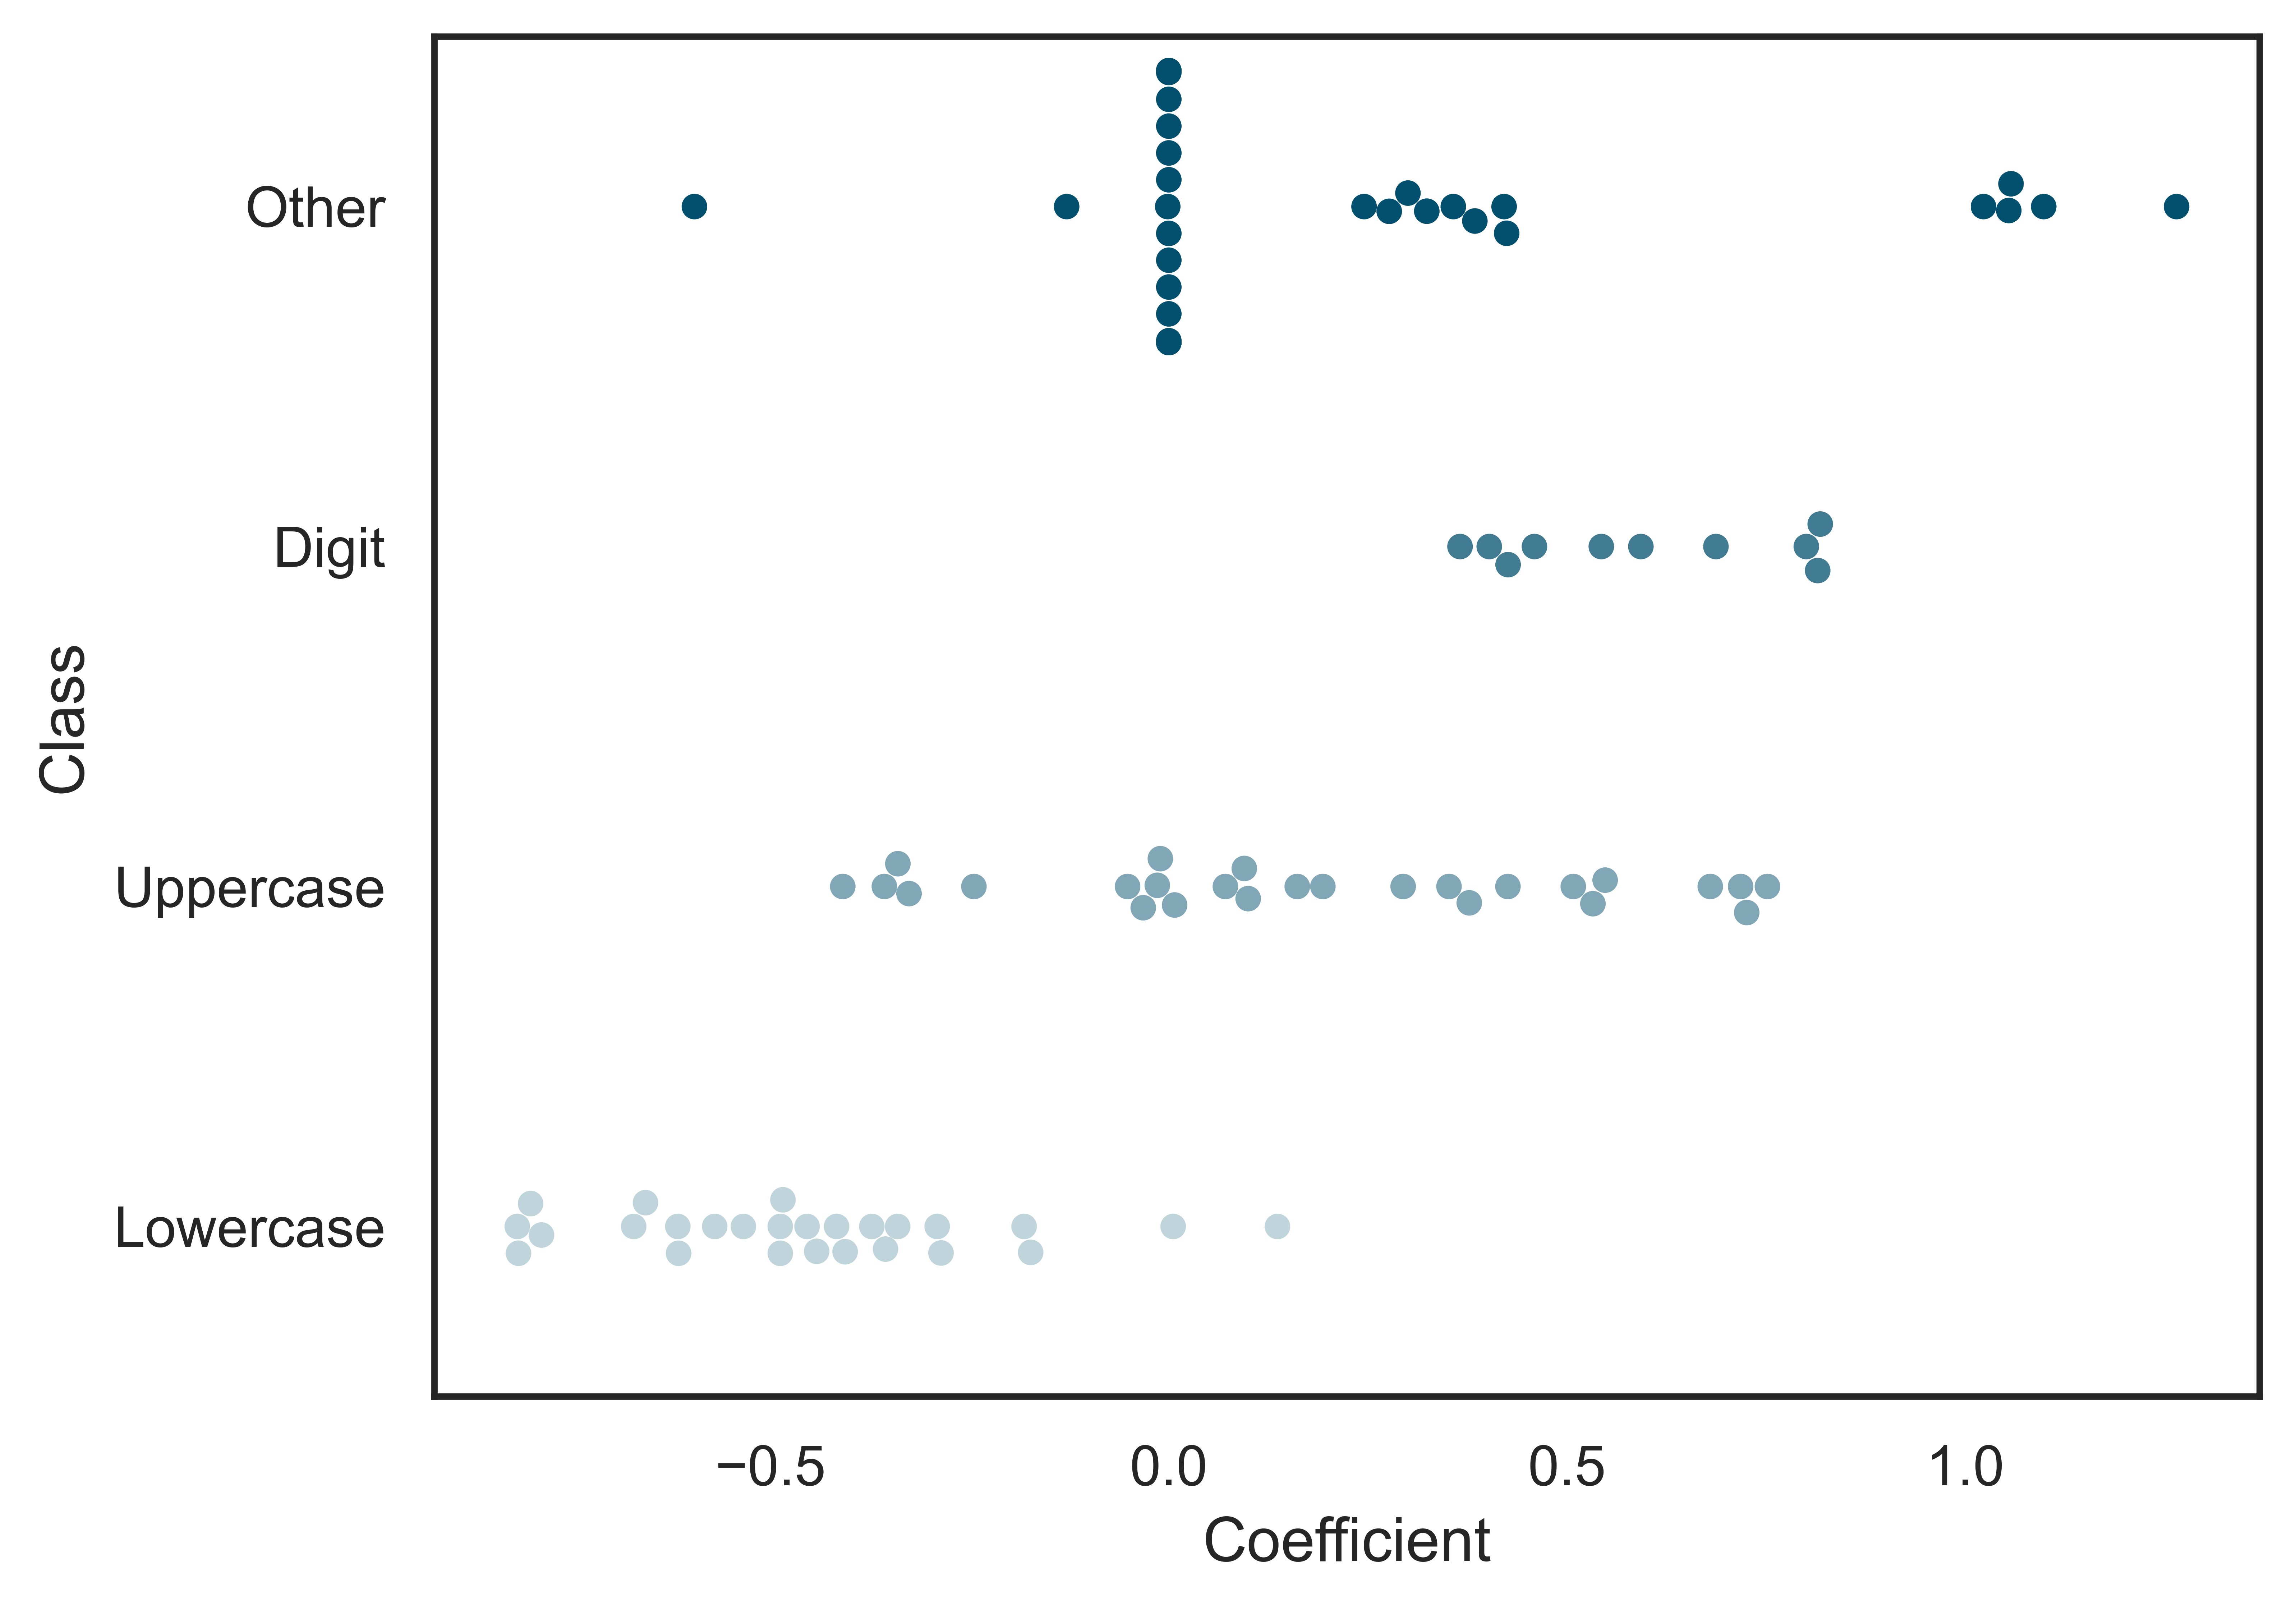 Other
Digit
Class
Uppercase
Lowercase
−0.5 0.0 0.5 1.0
Coefficient